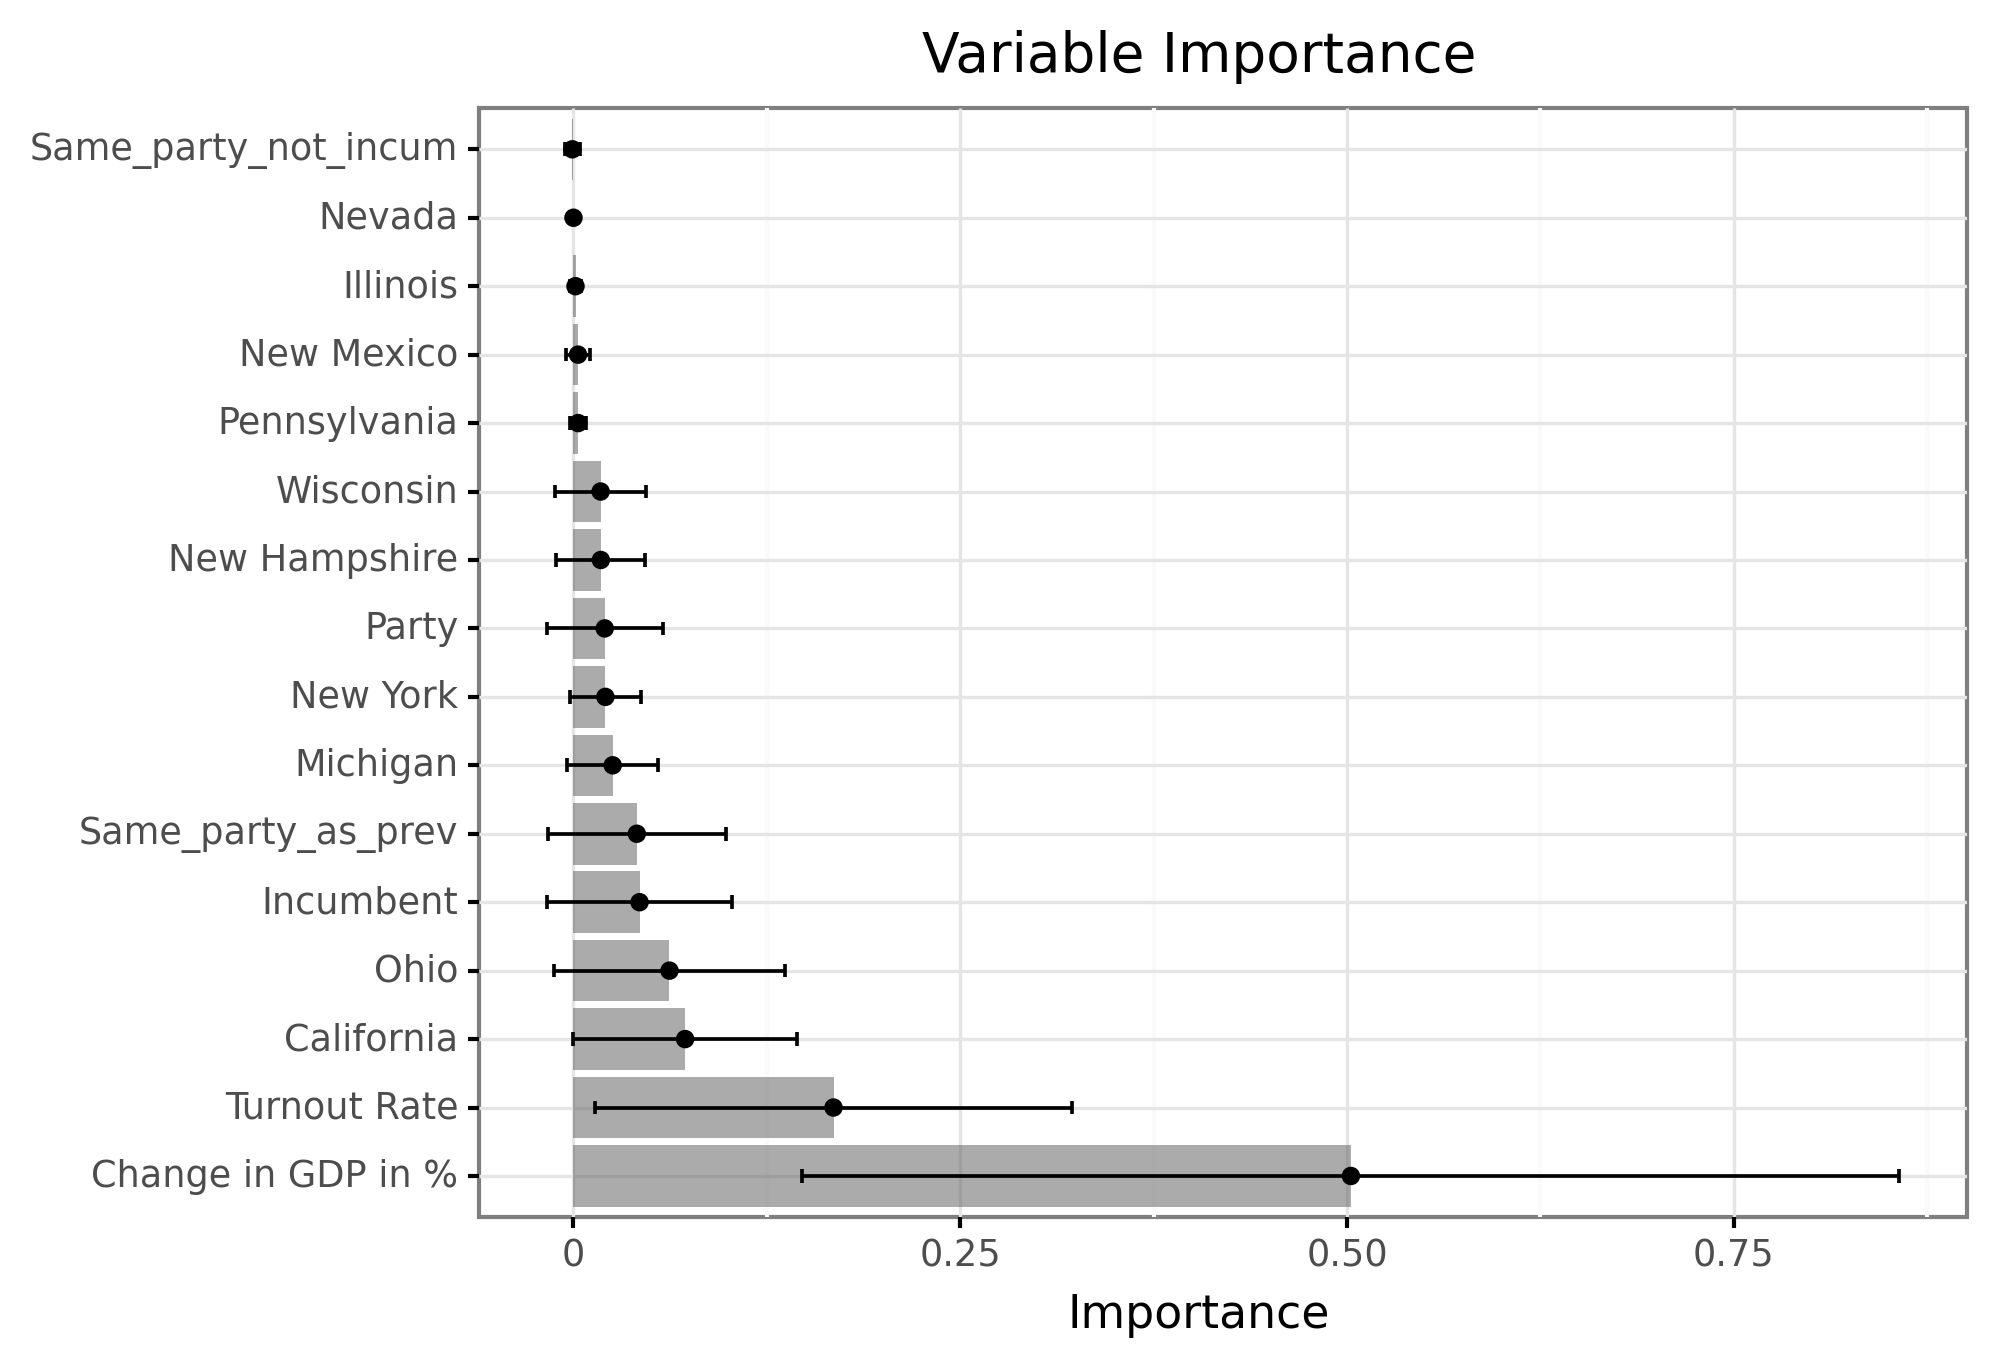 Variable Importance
Same_party_not_incum
Nevada
Illinois
New Mexico
Pennsylvania
Wisconsin
New Hampshire
Party
New York
Michigan
Same_party_as_prev
Incumbent
Ohio
California
Turnout Rate
Change in GDP in %
0 0.25 0.50 0.75
Importance